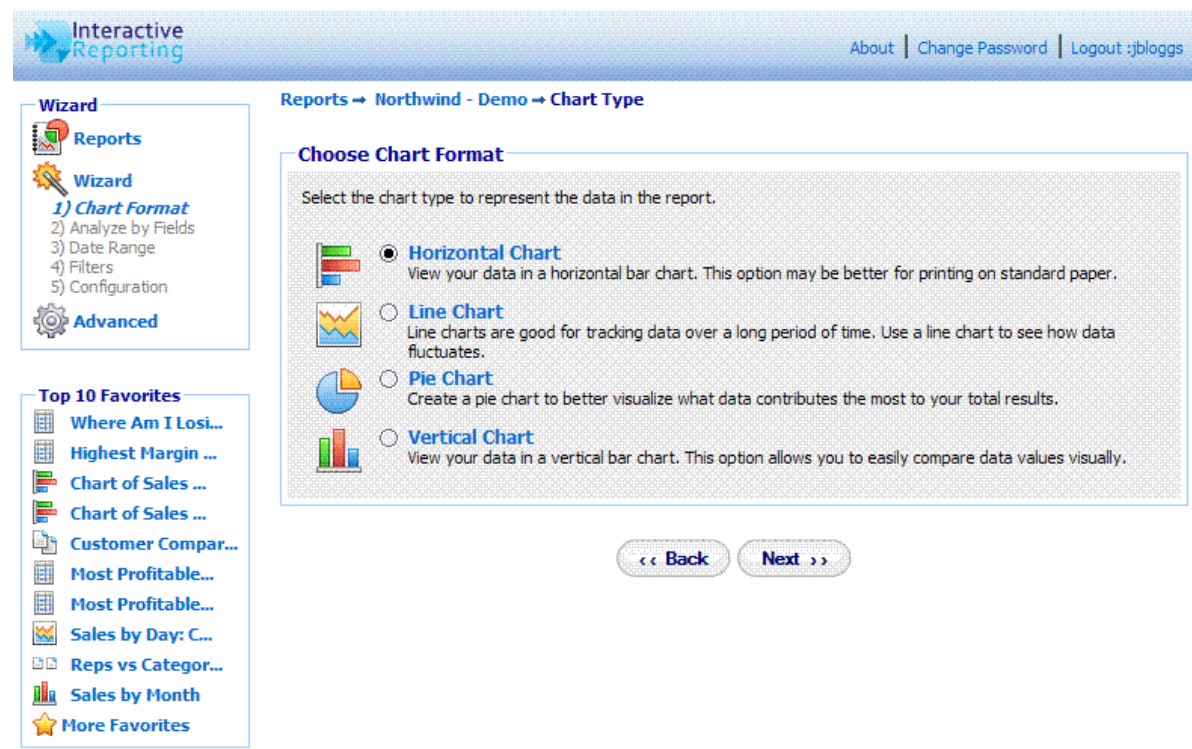 Interactive
Reporting
About | Change Password | Logout :jbloggs
Wizard
Reports
Wizard
1) Chart Format
2) Analyze by Fields
3) Date Range
4) Filters
5) Configuration
Advanced
Top 10 Favorites
Where Am I Losi...
Highest Margin ...
Chart of Sales ...
Chart of Sales ...
Customer Compar...
Most Profitable...
Most Profitable...
Sales by Day: C...
Reps vs Categor...
Sales by Month
More Favorites
Reports → Northwind - Demo → Chart Type
Choose Chart Format
Select the chart type to represent the data in the report.
Horizontal Chart
View your data in a horizontal bar chart. This option may be better for printing on standard paper.
Line Chart
Line charts are good for tracking data over a long period of time. Use a line chart to see how data
fluctuates.
Pie Chart
Create a pie chart to better visualize what data contributes the most to your total results.
Vertical Chart
View your data in a vertical bar chart. This option allows you to easily compare data values visually.
‹‹ Back
Next ››